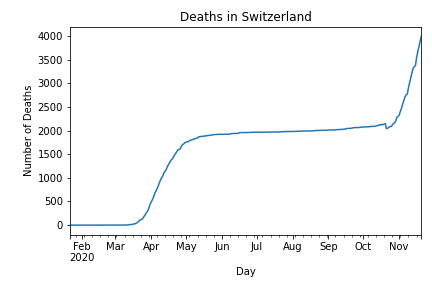 Deaths in Switzerland
Number of Deaths
4000
3500
3000
2500
2000
1500
1000
500
0
Feb Mar Apr May Jun Jul Aug Sep Oct Nov
2020
Day